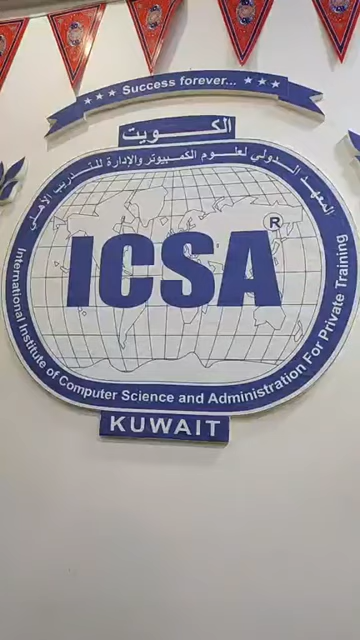 ★★★ Success forever... ★★★
الكويت
المعهد الدولي لعلوم الكمبيوتر والإدارة للتدريب الأهلي
ICSA®
International Institute of Computer Science and Administration For Private Training
KUWAIT